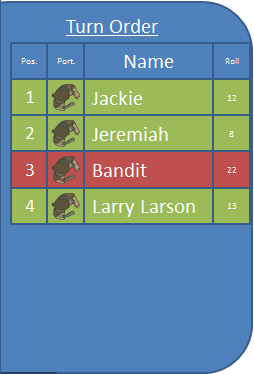 Turn Order
Pos. Port. Name Roll
1 Jackie 12
2 Jeremiah 8
3 Bandit 22
4 Larry Larson 13